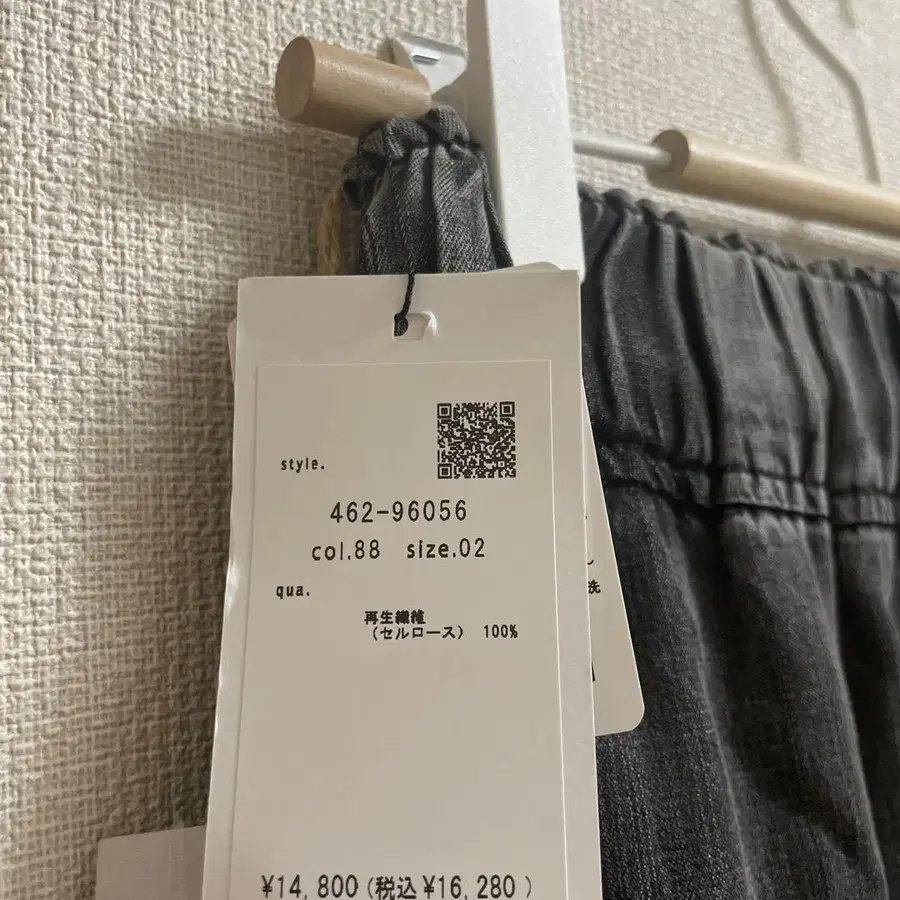 style.
462-96056
col.88 size.02
qua.
再生繊維
(セルロース) 100%
¥14,800(税込¥16,280)
洗